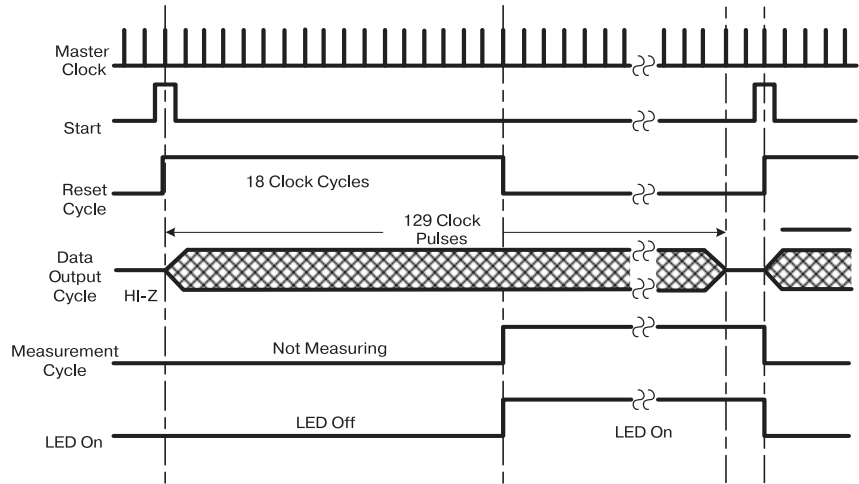 Master
Clock
Start
Reset
Cycle
18 Clock Cycles
129 Clock
Pulses
Data
Output
Cycle
HI-Z
Measurement
Cycle
Not Measuring
LED On
LED Off
LED On